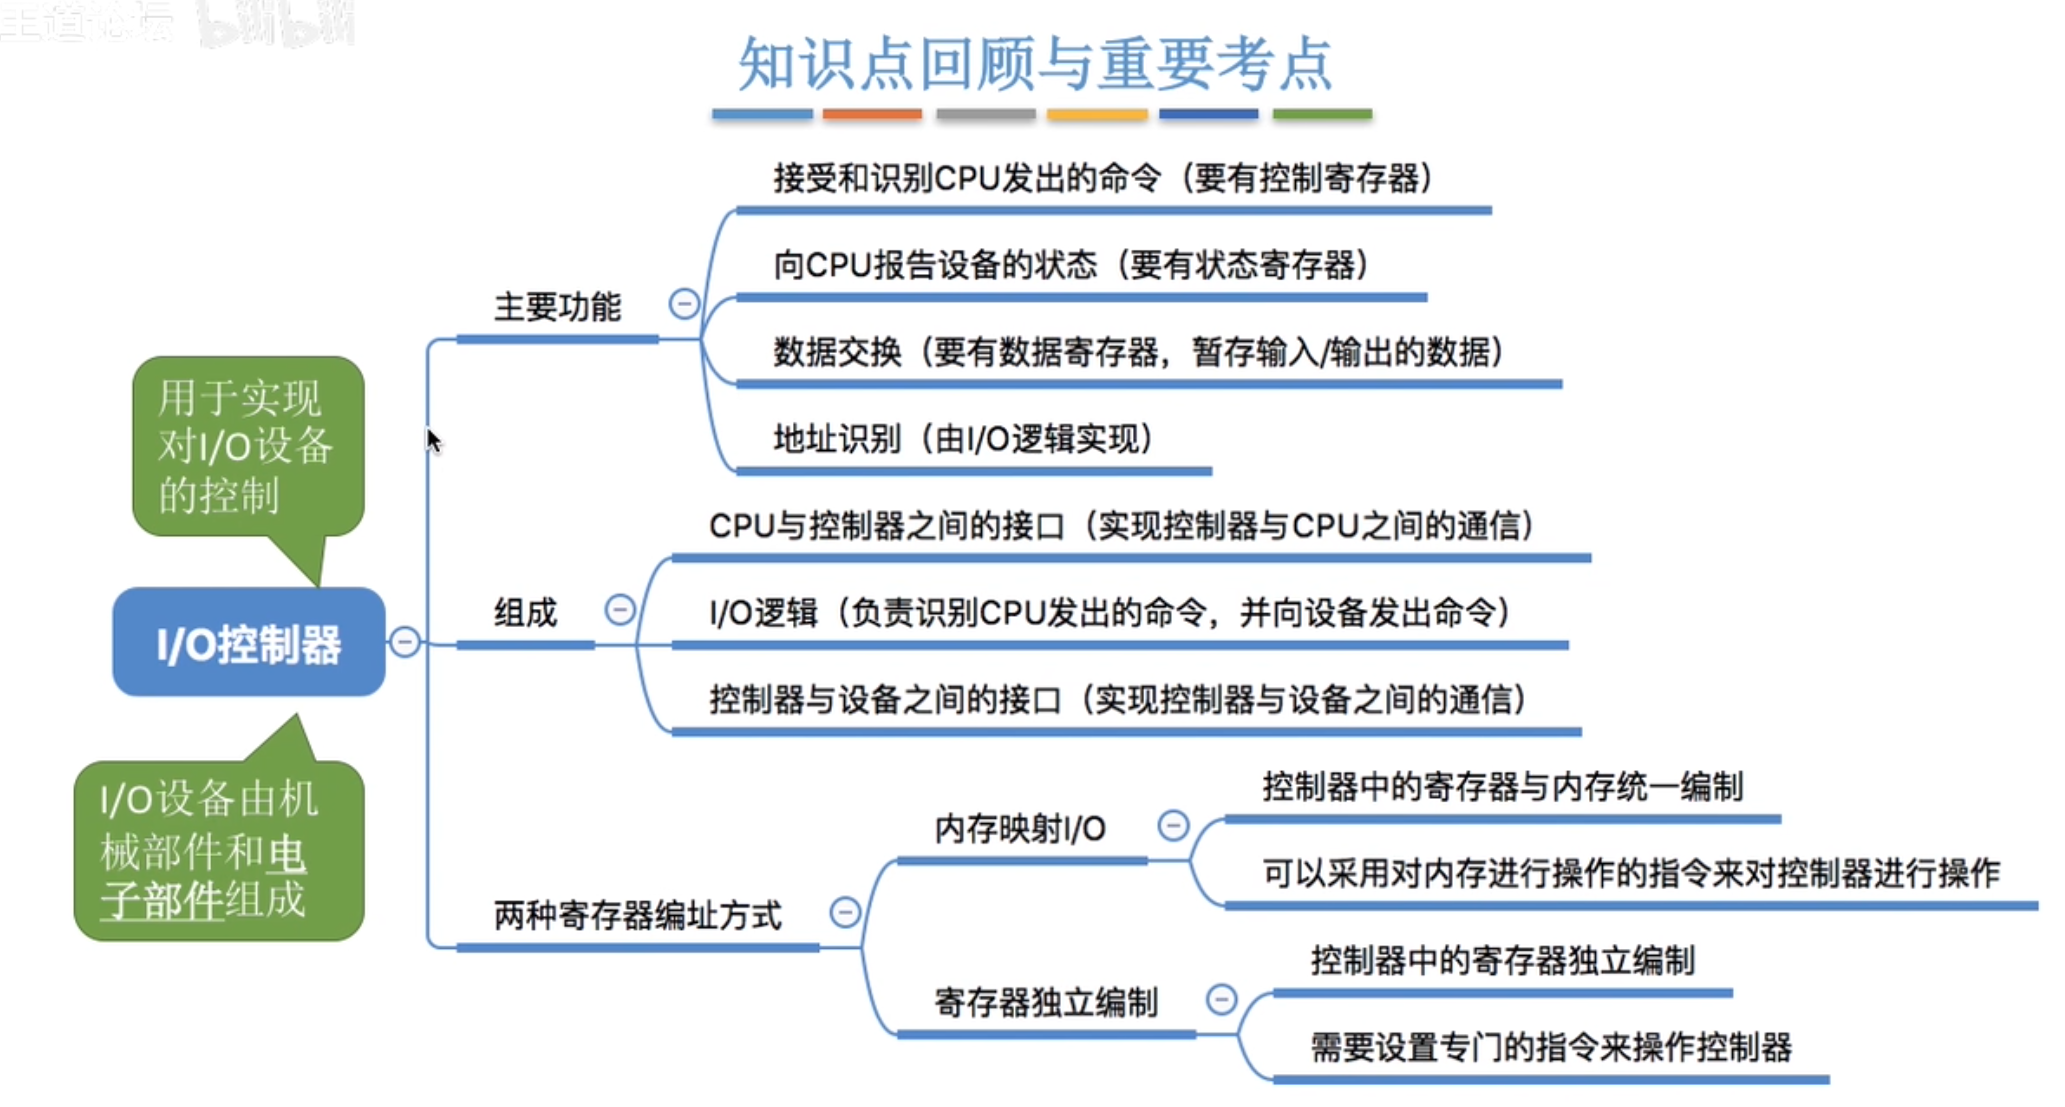 王道论坛 bilibili
知识点回顾与重要考点
用于实现
对I/O设备
的控制
I/O控制器
I/O设备由机
械部件和电
子部件组成
主要功能
接受和识别CPU发出的命令（要有控制寄存器）
向CPU报告设备的状态（要有状态寄存器）
数据交换（要有数据寄存器，暂存输入/输出的数据）
地址识别（由I/O逻辑实现）
组成
CPU与控制器之间的接口（实现控制器与CPU之间的通信）
I/O逻辑（负责识别CPU发出的命令，并向设备发出命令）
控制器与设备之间的接口（实现控制器与设备之间的通信）
两种寄存器编址方式
内存映射I/O
控制器中的寄存器与内存统一编制
可以采用对内存进行操作的指令来对控制器进行操作
寄存器独立编制
控制器中的寄存器独立编制
需要设置专门的指令来操作控制器